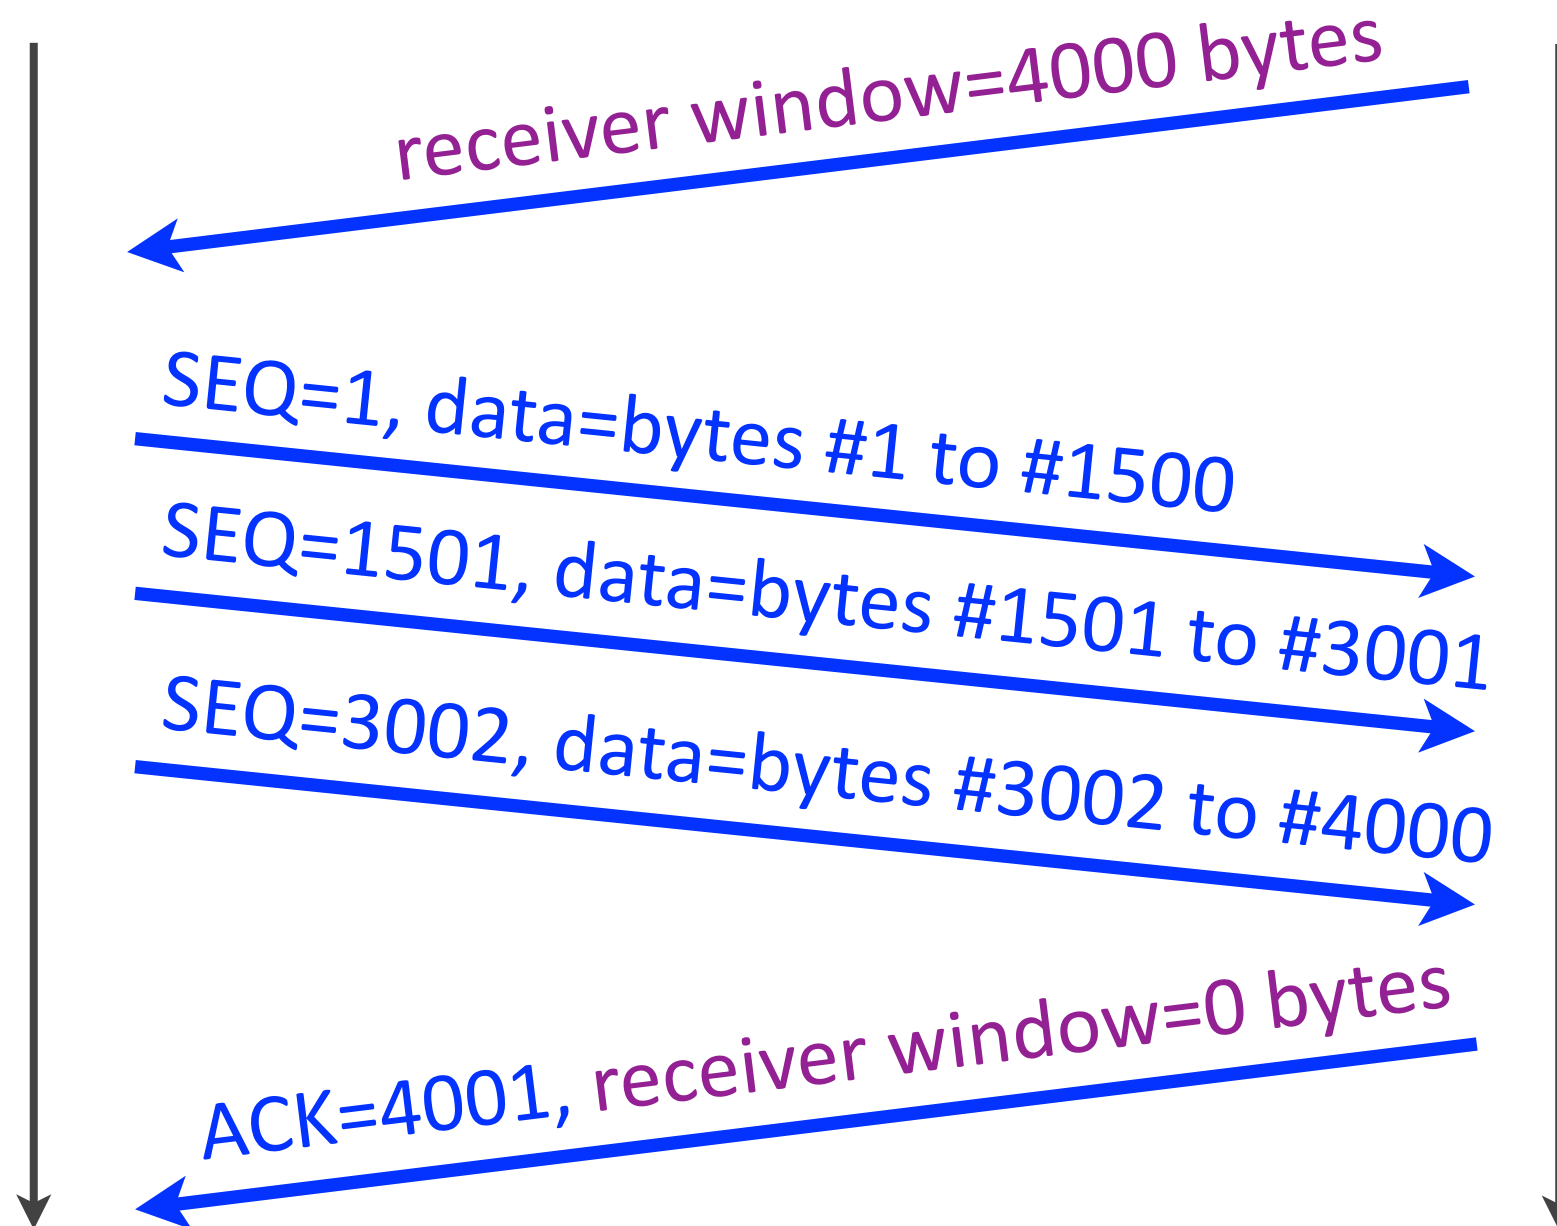 receiver window=4000 bytes
SEQ=1, data=bytes #1 to #1500
SEQ=1501, data=bytes #1501 to #3001
SEQ=3002, data=bytes #3002 to #4000
ACK=4001, receiver window=0 bytes